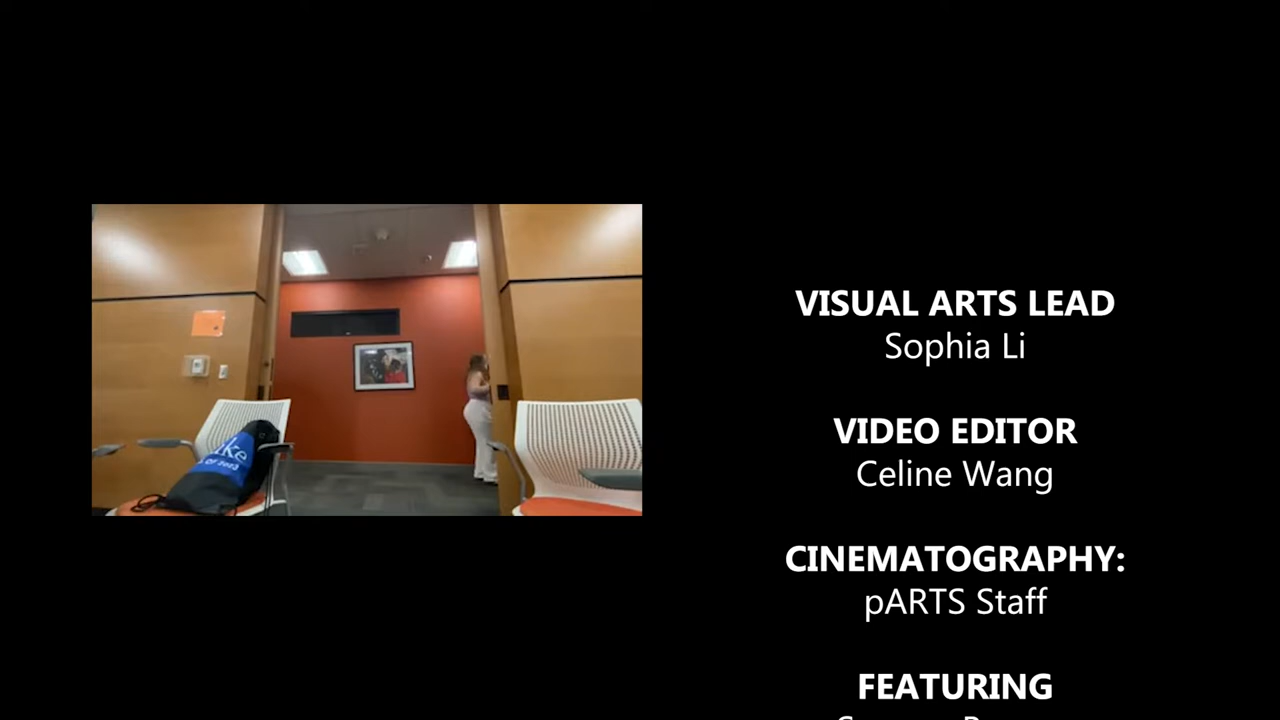 VISUAL ARTS LEAD
Sophia Li
VIDEO EDITOR
Celine Wang
CINEMATOGRAPHY:
pARTS Staff
FEATURING